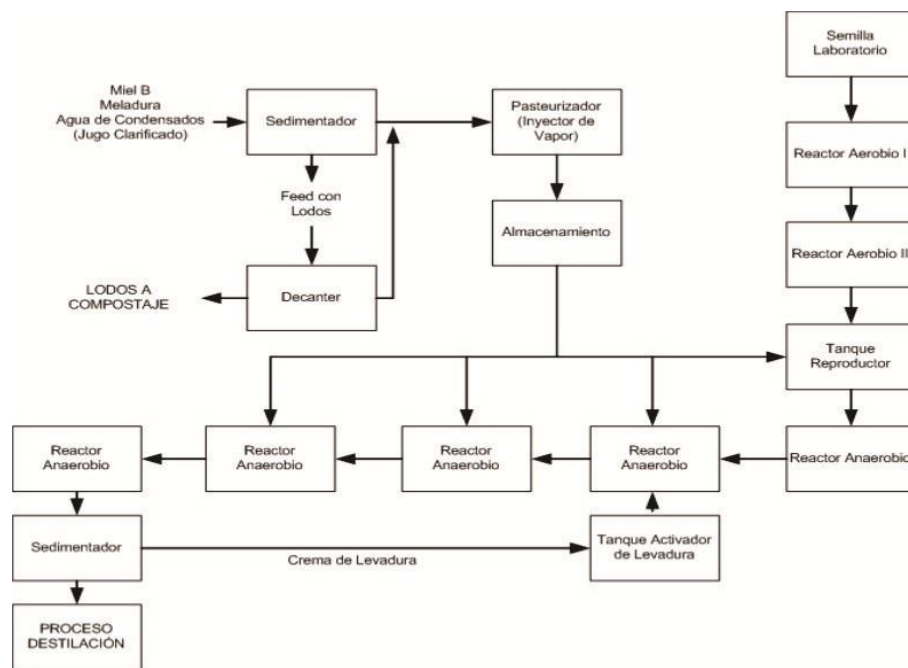 Semilla
Laboratorio
Miel B
Meladura
Agua de Condensados
(Jugo Clarificado)
Sedimentador
Pasteurizador
(Inyector de
Vapor)
Reactor Aerobio I
Feed con
Lodos
Almacenamiento
Reactor Aerobio II
LODOS A
COMPOSTAJE
Decanter
Tanque
Reproductor
Reactor
Anaerobio
Reactor
Anaerobio
Reactor
Anaerobio
Reactor
Anaerobio
Reactor Anaerobio
Sedimentador
Crema de Levadura
Tanque Activador
de Levadura
PROCESO
DESTILACIÓN